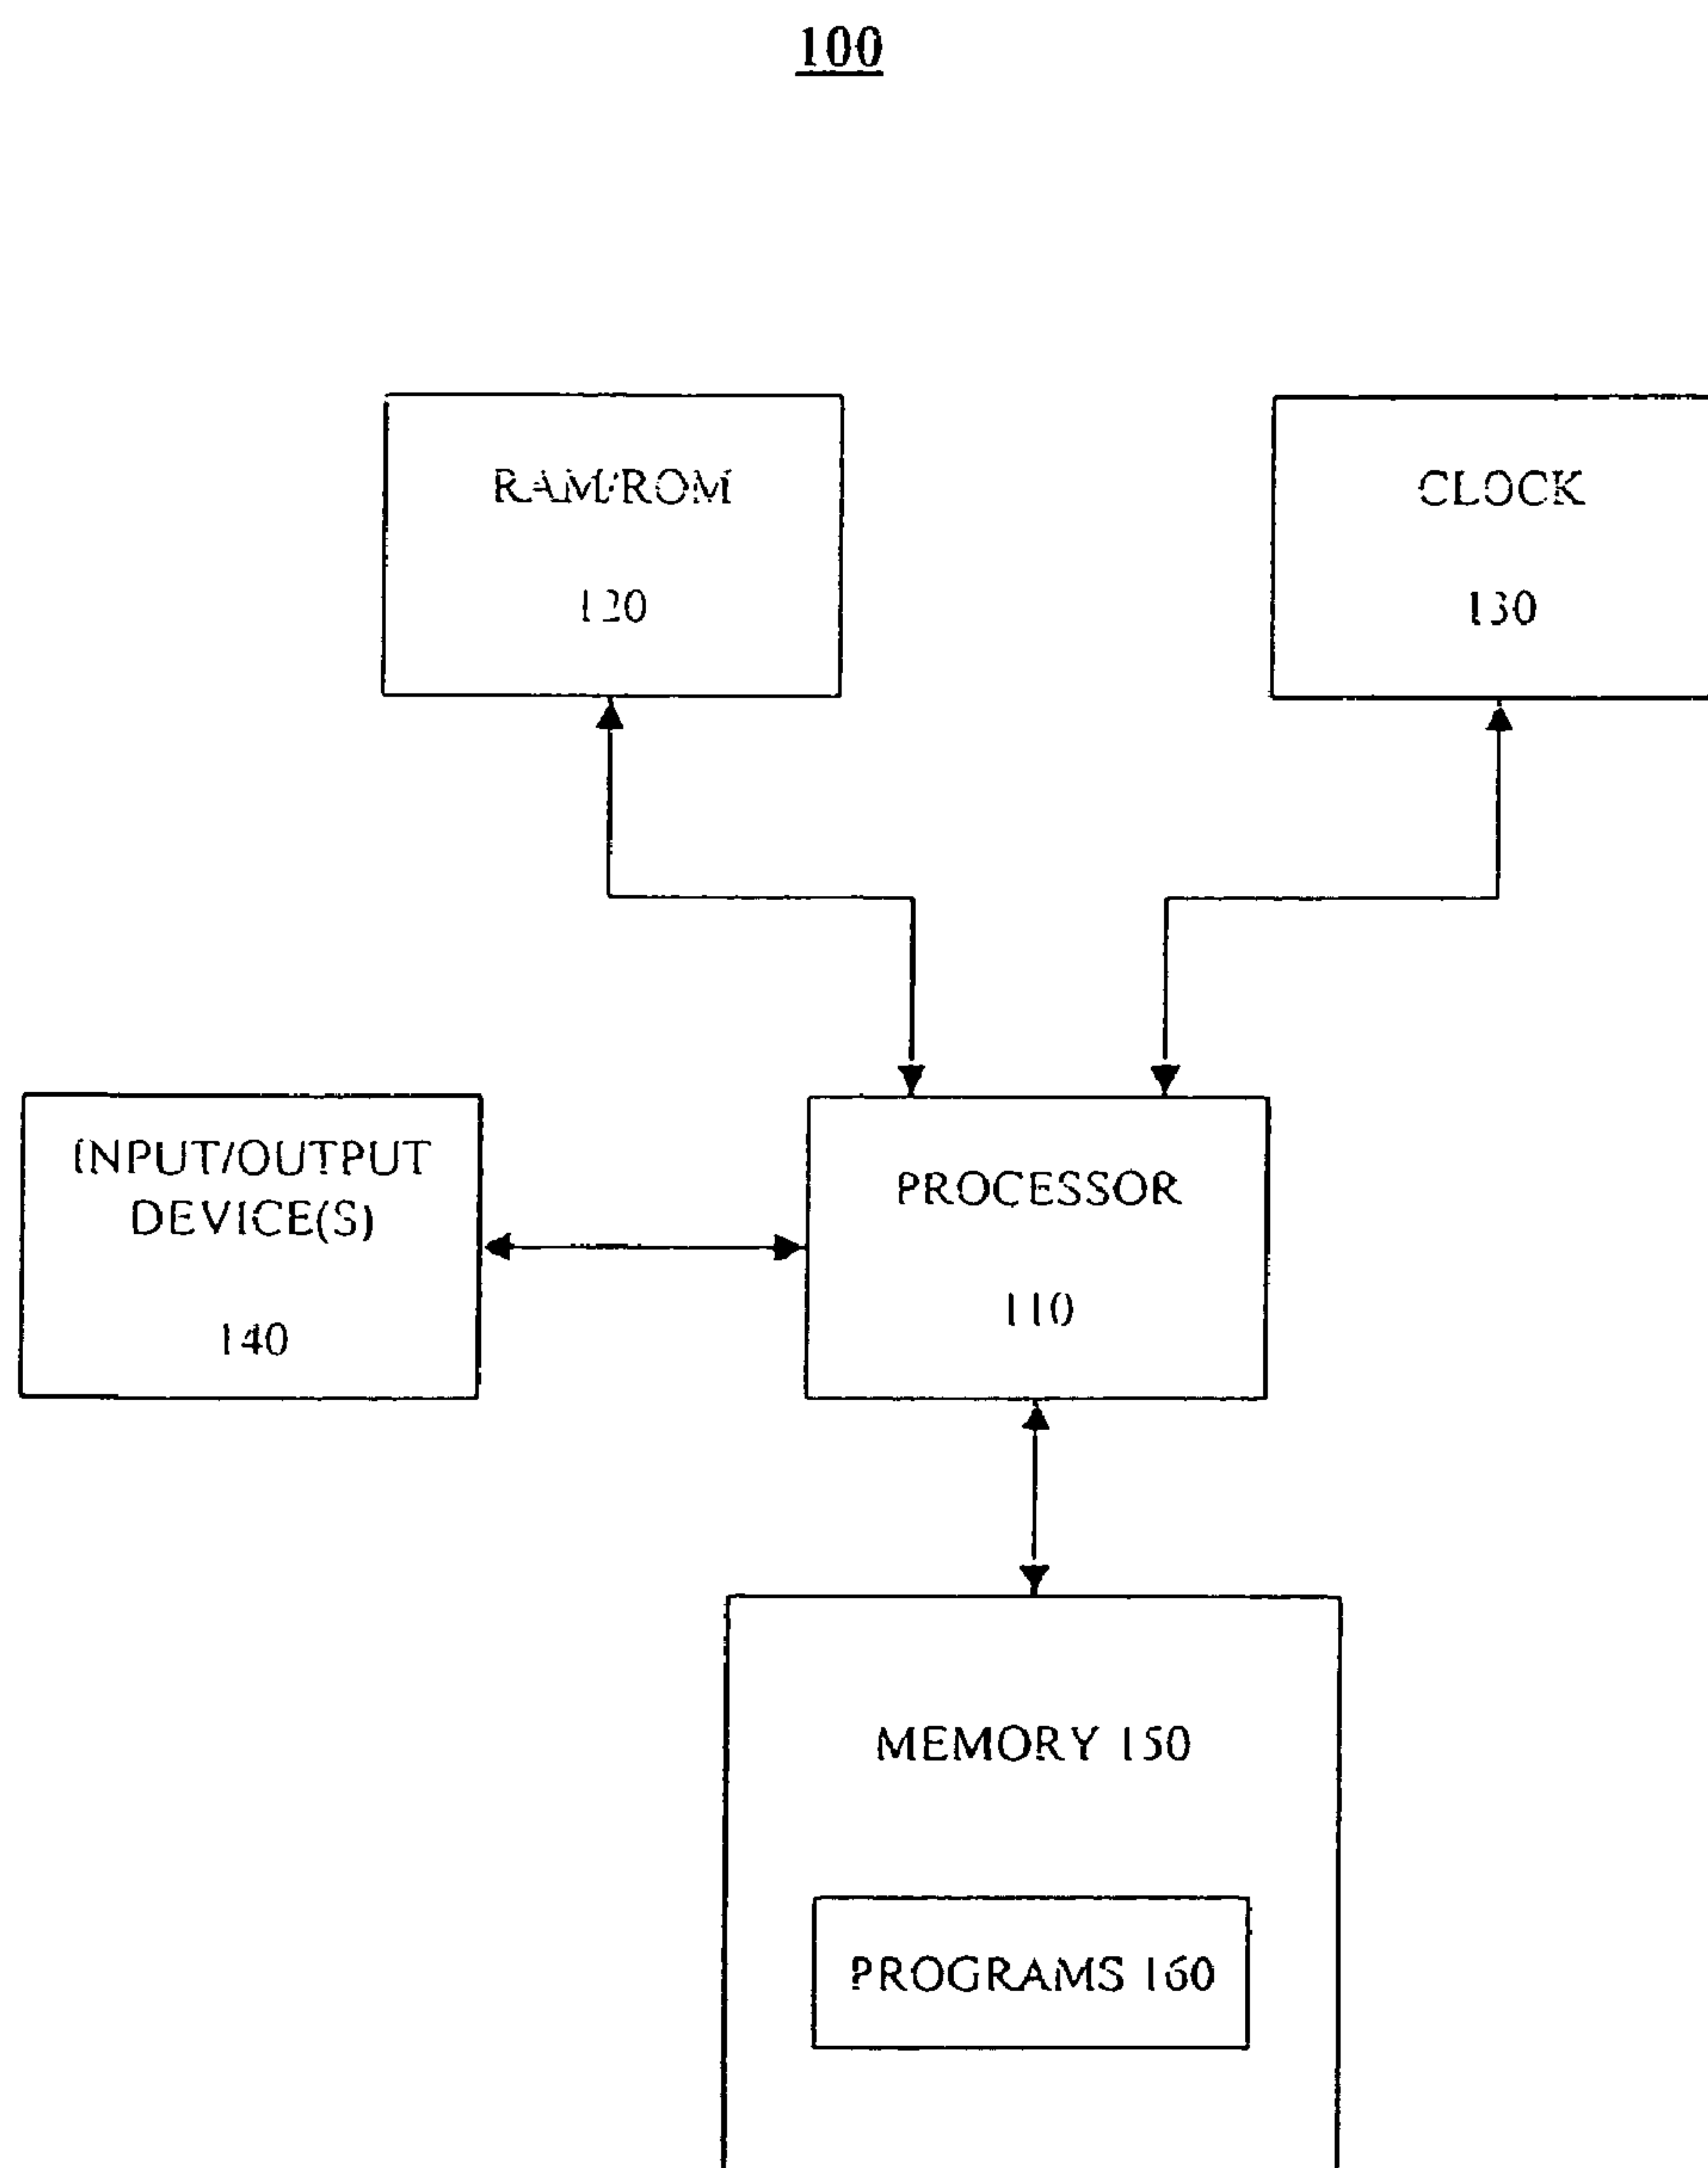 100
RAM/ROM
120
CLOCK
130
INPUT/OUTPUT
DEVICE(S)
140
PROCESSOR
110
MEMORY 150
PROGRAMS 160